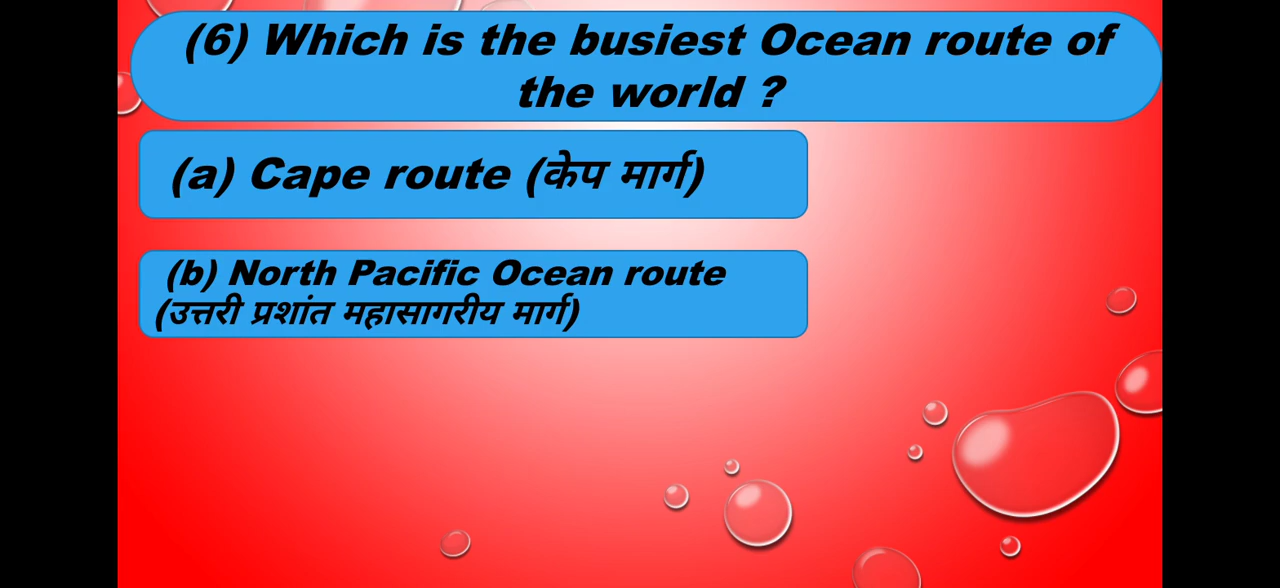 (6) Which is the busiest Ocean route of
the world ?
(a) Cape route (केप मार्ग)
(b) North Pacific Ocean route
(उत्तरी प्रशांत महासागरीय मार्ग)